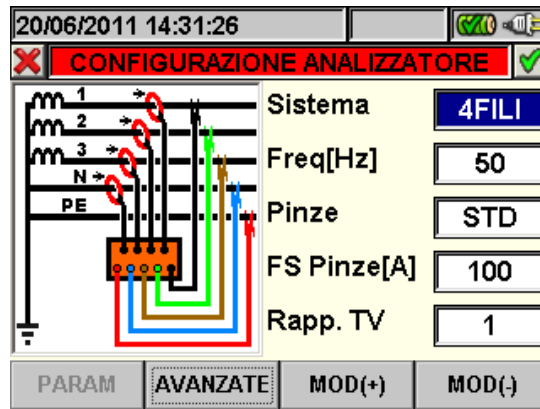 20/06/2011 14:31:26
CONFIGURAZIONE ANALIZZATORE
1
2
3
N
PE
Sistema 4FILI
Freq[Hz] 50
Pinze STD
FS Pinze[A] 100
Rapp. TV 1
PARAM AVANZATE MOD(+) MOD(-)